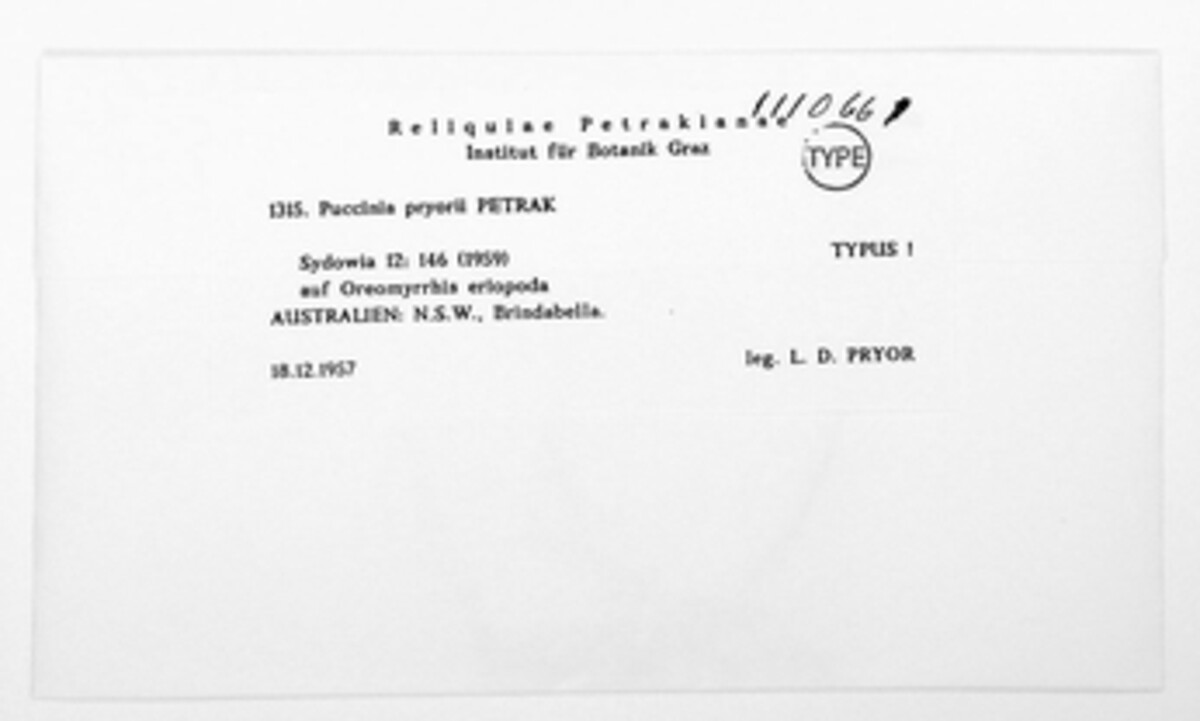 111066
Reliquiae Petrakianae
Institut für Botanik Graz
TYPE
1315. Puccinia pryorii PETRAK
Sydowia 12: 146 (1959)
TYPUS !
auf Oreomyrrhis eriopoda
AUSTRALIEN: N.S.W., Brindabella.
18.12.1957
leg. L. D. PRYOR